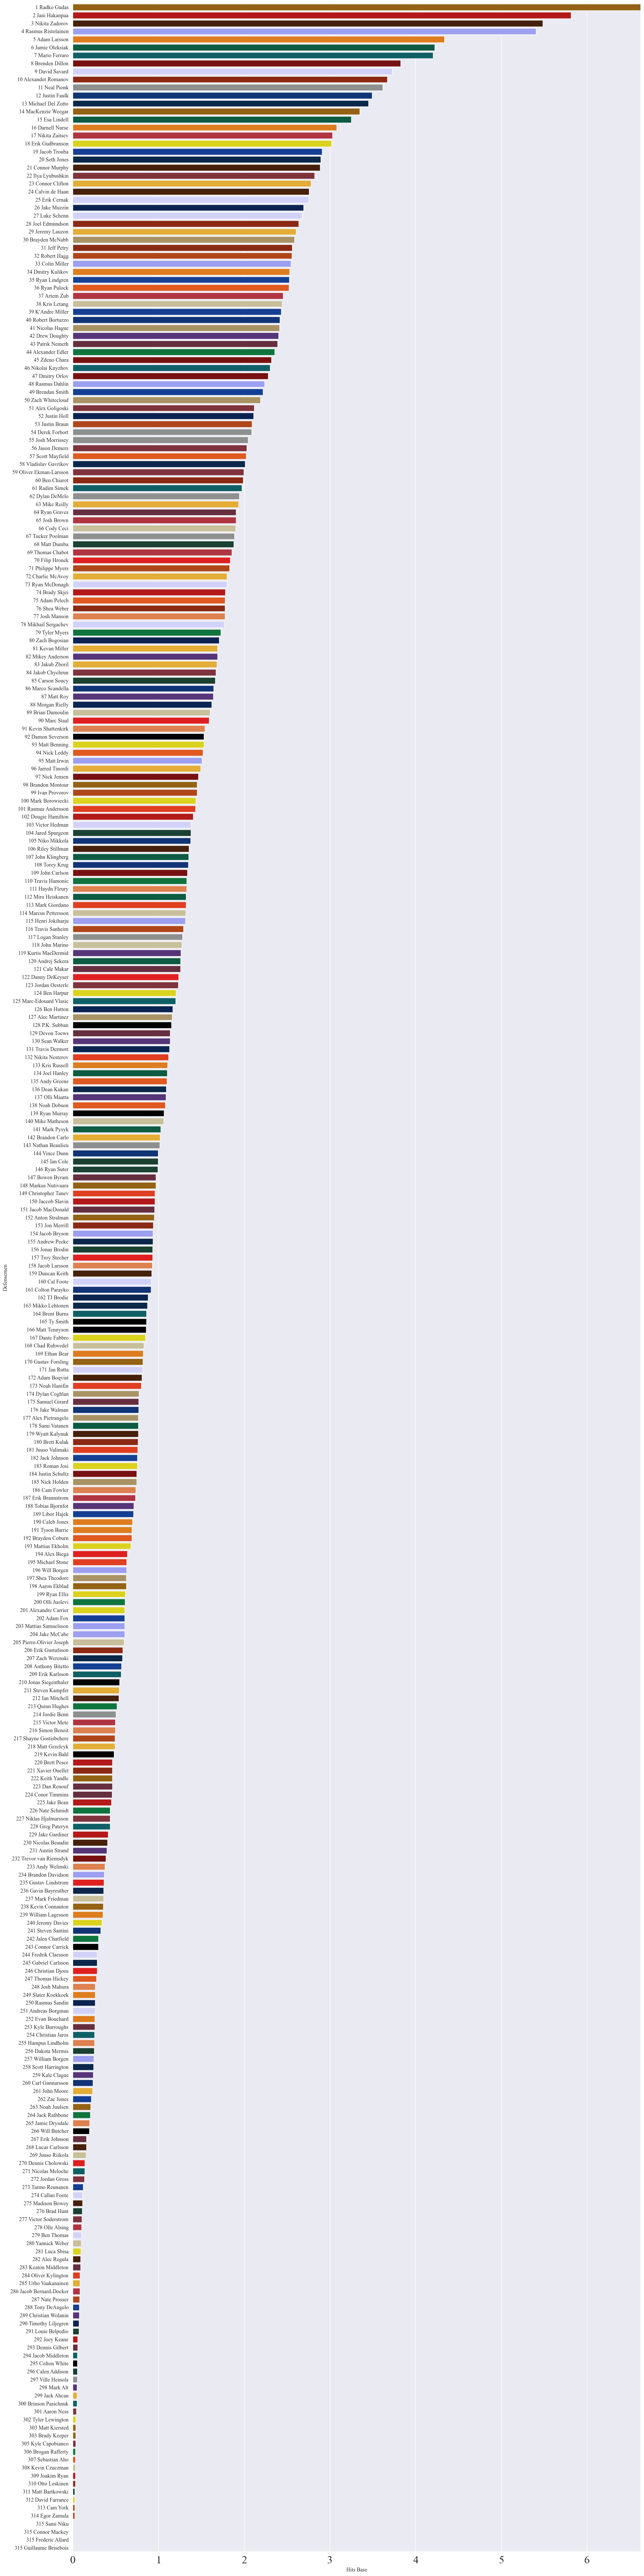 1 Radko Gudas
2 Jani Hakanpaa
3 Nikita Zadorov
4 Rasmus Ristolainen
5 Adam Larsson
6 Jamie Oleksiak
7 Mario Ferraro
8 Brenden Dillon
9 David Savard
10 Alexander Romanov
11 Neal Pionk
12 Justin Faulk
13 Michael Del Zotto
14 MacKenzie Weegar
15 Esa Lindell
16 Darnell Nurse
17 Nikita Zaitsev
18 Erik Gudbranson
19 Jacob Trouba
20 Seth Jones
21 Connor Murphy
22 Ilya Lyubushkin
23 Connor Clifton
24 Calvin de Haan
25 Erik Cernak
26 Jake Muzzin
27 Luke Schenn
28 Joel Edmundson
29 Jeremy Lauzon
30 Brayden McNabb
31 Jeff Petry
32 Robert Hagg
33 Colin Miller
34 Dmitry Kulikov
35 Ryan Lindgren
36 Ryan Pulock
37 Artem Zub
38 Kris Letang
39 K'Andre Miller
40 Robert Bortuzzo
41 Nicolas Hague
42 Drew Doughty
43 Patrik Nemeth
44 Alexander Edler
45 Zdeno Chara
46 Nikolai Knyzhov
47 Dmitry Orlov
48 Rasmus Dahlin
49 Brendan Smith
50 Zach Whitecloud
51 Alex Goligoski
52 Justin Holl
53 Justin Braun
54 Derek Forbort
55 Josh Morrissey
56 Jason Demers
57 Scott Mayfield
58 Vladislav Gavrikov
59 Oliver Ekman-Larsson
60 Ben Chiarot
61 Radim Simek
62 Dylan DeMelo
63 Mike Reilly
64 Ryan Graves
65 Josh Brown
66 Cody Ceci
67 Tucker Poolman
68 Matt Dumba
69 Thomas Chabot
70 Filip Hronek
71 Philippe Myers
72 Charlie McAvoy
73 Ryan McDonagh
74 Brady Skjei
75 Adam Pelech
76 Shea Weber
77 Josh Manson
78 Mikhail Sergachev
79 Tyler Myers
80 Zach Bogosian
81 Kevan Miller
82 Mikey Anderson
83 Jakub Zboril
84 Jakob Chychrun
85 Carson Soucy
86 Marco Scandella
87 Matt Roy
88 Morgan Rielly
89 Brian Dumoulin
90 Marc Staal
91 Kevin Shattenkirk
92 Damon Severson
93 Matt Benning
94 Nick Leddy
95 Matt Irwin
96 Jarred Tinordi
97 Nick Jensen
98 Brandon Montour
99 Ivan Provorov
100 Mark Borowiecki
101 Rasmus Andersson
102 Dougie Hamilton
103 Victor Hedman
104 Jared Spurgeon
105 Niko Mikkola
106 Riley Stillman
107 John Klingberg
108 Torey Krug
109 John Carlson
110 Travis Hamonic
111 Haydn Fleury
112 Miro Heiskanen
113 Mark Giordano
114 Marcus Pettersson
115 Henri Jokiharju
116 Travis Sanheim
117 Logan Stanley
118 John Marino
119 Kurtis MacDermid
120 Andrej Sekera
121 Cale Makar
122 Danny DeKeyser
123 Jordan Oesterle
124 Ben Harpur
125 Marc-Edouard Vlasic
126 Ben Hutton
127 Alec Martinez
128 P.K. Subban
129 Devon Toews
130 Sean Walker
131 Travis Dermott
132 Nikita Nesterov
133 Kris Russell
134 Joel Hanley
135 Andy Greene
136 Dean Kukan
137 Olli Maatta
138 Noah Dobson
139 Ryan Murray
140 Mike Matheson
141 Mark Pysyk
142 Brandon Carlo
143 Nathan Beaulieu
144 Vince Dunn
145 Ian Cole
146 Ryan Suter
147 Bowen Byram
148 Markus Nutivaara
149 Christopher Tanev
150 Jaccob Slavin
151 Jacob MacDonald
152 Anton Stralman
153 Jon Merrill
154 Jacob Bryson
155 Andrew Peeke
156 Jonas Brodin
157 Troy Stecher
158 Jacob Larsson
159 Duncan Keith
160 Cal Foote
161 Colton Parayko
162 TJ Brodie
163 Mikko Lehtonen
164 Brent Burns
165 Ty Smith
166 Matt Tennyson
167 Dante Fabbro
168 Chad Ruhwedel
169 Ethan Bear
170 Gustav Forsling
171 Jan Rutta
172 Adam Boqvist
173 Noah Hanifin
174 Dylan Coghlan
175 Samuel Girard
176 Jake Walman
177 Alex Pietrangelo
178 Sami Vatanen
179 Wyatt Kalynuk
180 Brett Kulak
181 Juuso Valimaki
182 Jack Johnson
183 Roman Josi
184 Justin Schultz
185 Nick Holden
186 Cam Fowler
187 Erik Brannstrom
188 Tobias Bjornfot
189 Libor Hajek
190 Caleb Jones
191 Tyson Barrie
192 Braydon Coburn
193 Mattias Ekholm
194 Alex Biega
195 Michael Stone
196 Will Borgen
197 Shea Theodore
198 Aaron Ekblad
199 Ryan Ellis
200 Olli Juolevi
201 Alexandre Carrier
202 Adam Fox
203 Mattias Samuelsson
204 Jake McCabe
205 Pierre-Olivier Joseph
206 Erik Gustafsson
207 Zach Werenski
208 Anthony Bitetto
209 Erik Karlsson
210 Jonas Siegenthaler
211 Steven Kampfer
212 Ian Mitchell
213 Quinn Hughes
214 Jordie Benn
215 Victor Mete
216 Simon Benoit
217 Shayne Gostisbehere
218 Matt Grzelcyk
219 Kevin Bahl
220 Brett Pesce
221 Xavier Ouellet
222 Keith Yandle
223 Dan Renouf
224 Conor Timmins
225 Jake Bean
226 Nate Schmidt
227 Niklas Hjalmarsson
228 Greg Pateryn
229 Jake Gardiner
230 Nicolas Beaudin
231 Austin Strand
232 Trevor van Riemsdyk
233 Andy Welinski
234 Brandon Davidson
235 Gustav Lindstrom
236 Gavin Bayreuther
237 Mark Friedman
238 Kevin Connauton
239 William Lagesson
240 Jeremy Davies
241 Steven Santini
242 Jalen Chatfield
243 Connor Carrick
244 Fredrik Claesson
245 Gabriel Carlsson
246 Christian Djoos
247 Thomas Hickey
248 Josh Mahura
249 Slater Koekkoek
250 Rasmus Sandin
251 Andreas Borgman
252 Evan Bouchard
253 Kyle Burroughs
254 Christian Jaros
255 Hampus Lindholm
256 Dakota Mermis
257 William Borgen
258 Scott Harrington
259 Kale Clague
260 Carl Gunnarsson
261 John Moore
262 Zac Jones
263 Noah Juulsen
264 Jack Rathbone
265 Jamie Drysdale
266 Will Butcher
267 Erik Johnson
268 Lucas Carlsson
269 Juuso Riikola
270 Dennis Cholowski
271 Nicolas Meloche
272 Jordan Gross
273 Tarmo Reunanen
274 Callan Foote
275 Madison Bowey
276 Brad Hunt
277 Victor Soderstrom
278 Olle Alsing
279 Ben Thomas
280 Yannick Weber
281 Luca Sbisa
282 Alec Regula
283 Keaton Middleton
284 Oliver Kylington
285 Urho Vaakanainen
286 Jacob Bernard-Docker
287 Nate Prosser
288 Tony DeAngelo
289 Christian Wolanin
290 Timothy Liljegren
291 Louie Belpedio
292 Joey Keane
293 Dennis Gilbert
294 Jacob Middleton
295 Colton White
296 Calen Addison
297 Ville Heinola
298 Mark Alt
299 Jack Ahcan
300 Brinson Pasichnuk
301 Aaron Ness
302 Tyler Lewington
303 Matt Kiersted
303 Brady Keeper
305 Kyle Capobianco
306 Brogan Rafferty
307 Sebastian Aho
308 Kevin Czuczman
309 Joakim Ryan
310 Otto Leskinen
311 Matt Bartkowski
312 David Farrance
313 Cam York
314 Egor Zamula
315 Sami Niku
315 Connor Mackey
315 Frederic Allard
315 Guillaume Brisebois
Defensemen
0 1 2 3 4 5 6
Hits Base